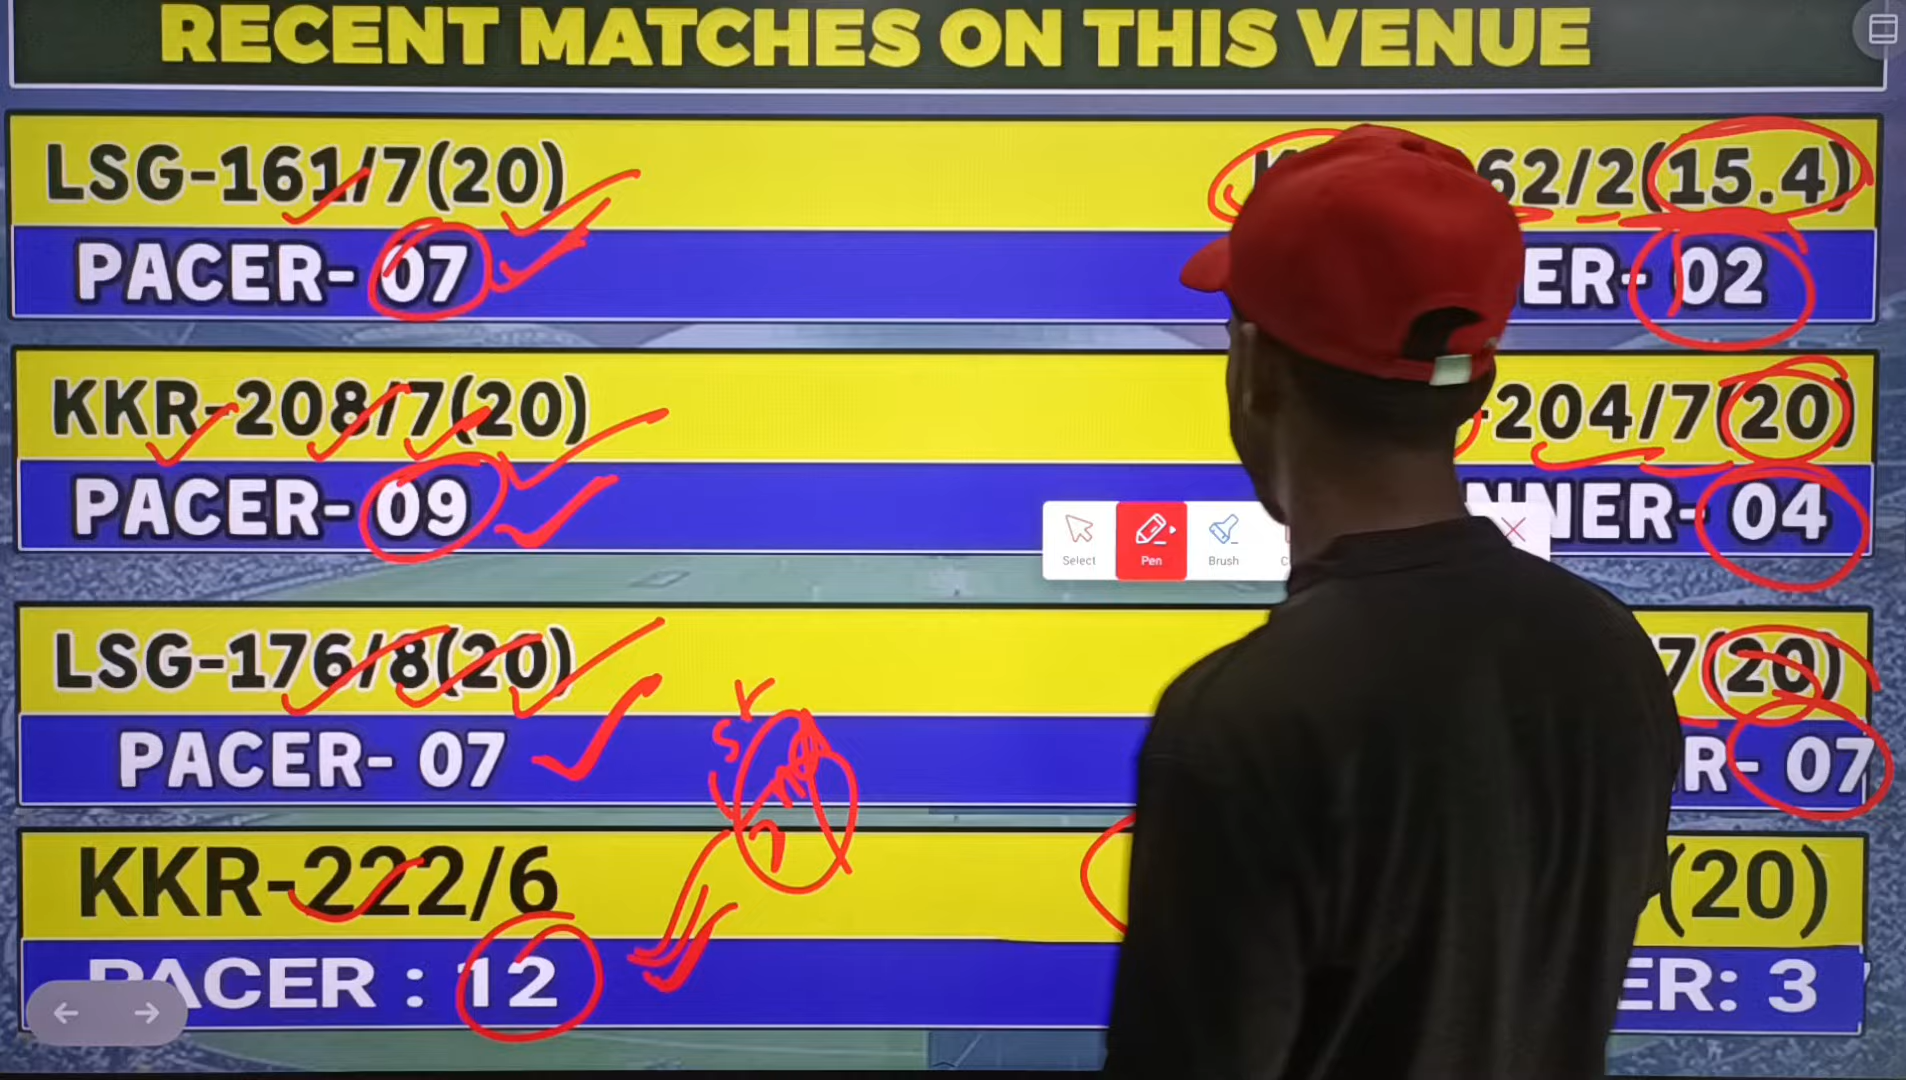 RECENT MATCHES ON THIS VENUE
LSG-161/7(20)
62/2(15.4)
PACER- 07
ER- 02
KKR-208/7(20)
-204/7(20)
PACER- 09
NNER- 04
Select
Pen
Brush
LSG-176/8(20)
7(20)
PACER- 07
R- 07
KKR-222/6
(20)
PACER : 12
ER: 3